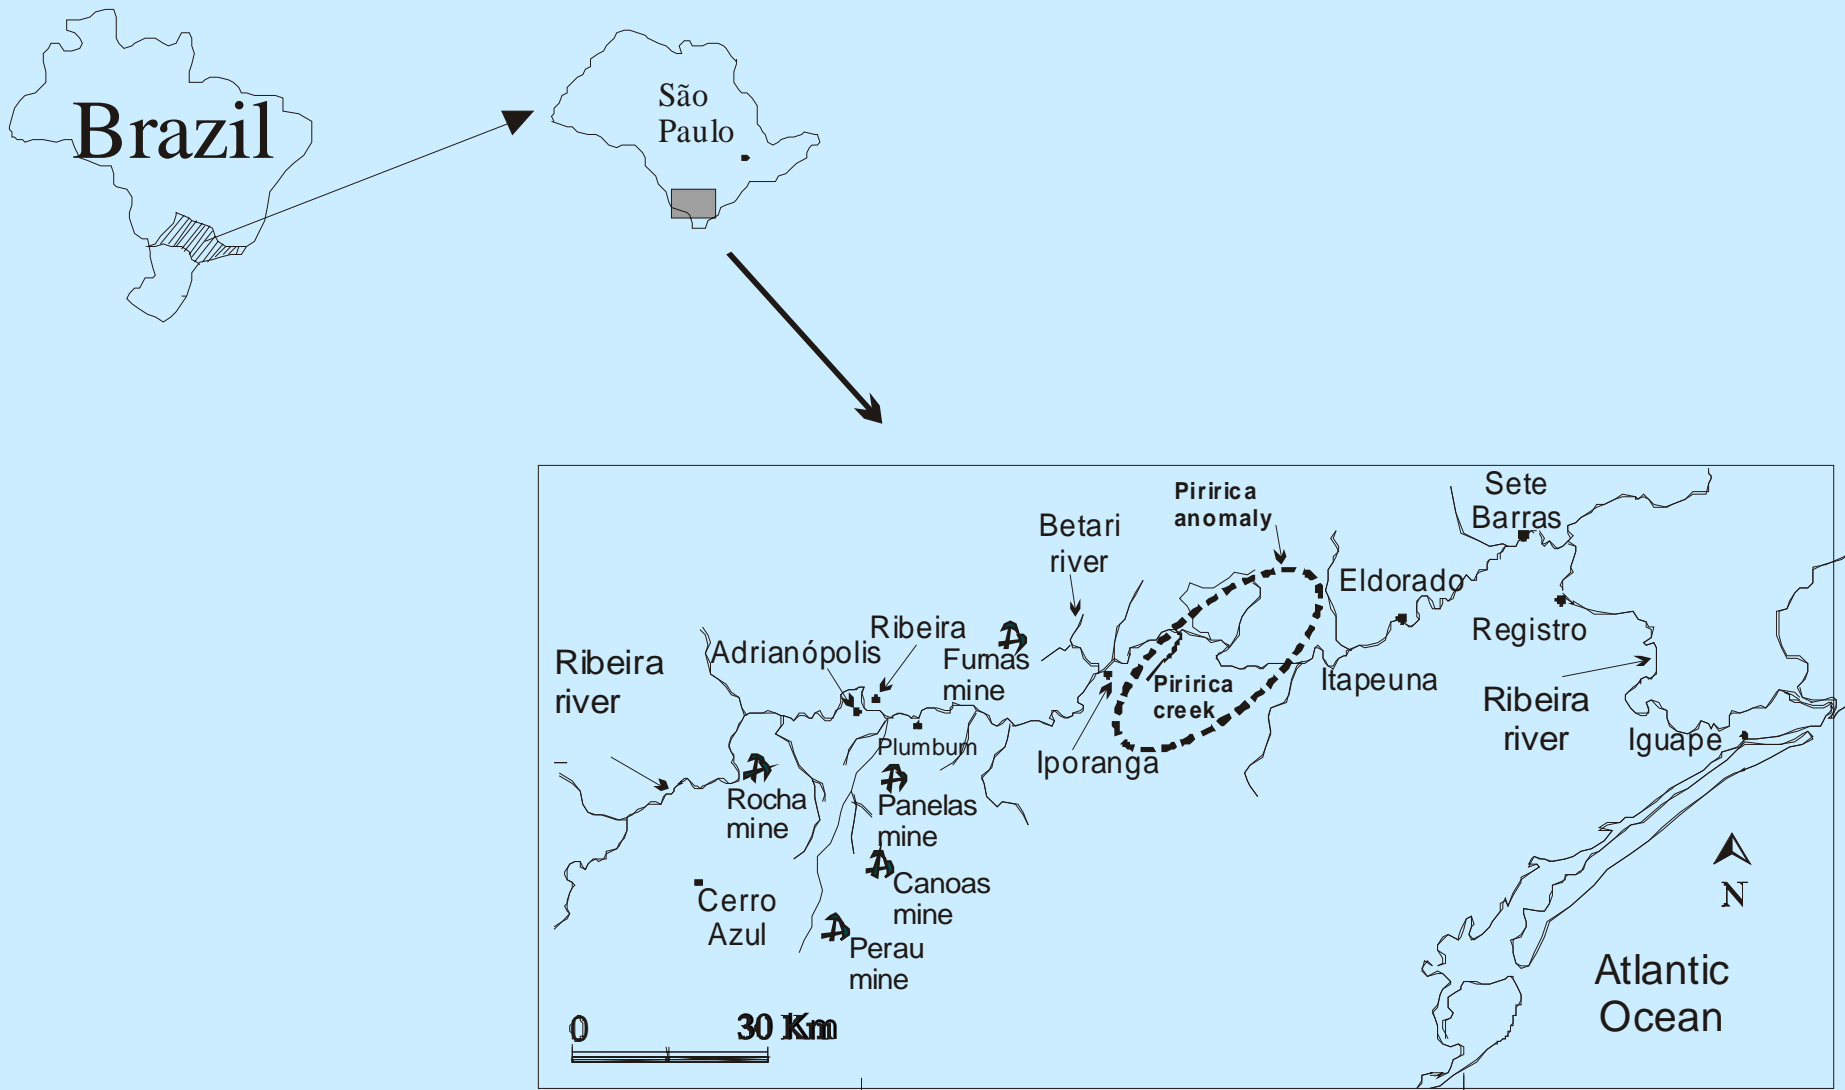 Brazil
São
Paulo
Piririca
anomaly
Sete
Barras
Betari
river
Eldorado
Registro
Ribeira
Adrianópolis
Furnas
mine
Ribeira
river
Piririca
creek
Itapeuna
Ribeira
river
Iguape
Plumbum
Iporanga
Rocha
mine
Panelas
mine
Canoas
mine
Cerro
Azul
Perau
mine
N
Atlantic
Ocean
0 30 Km